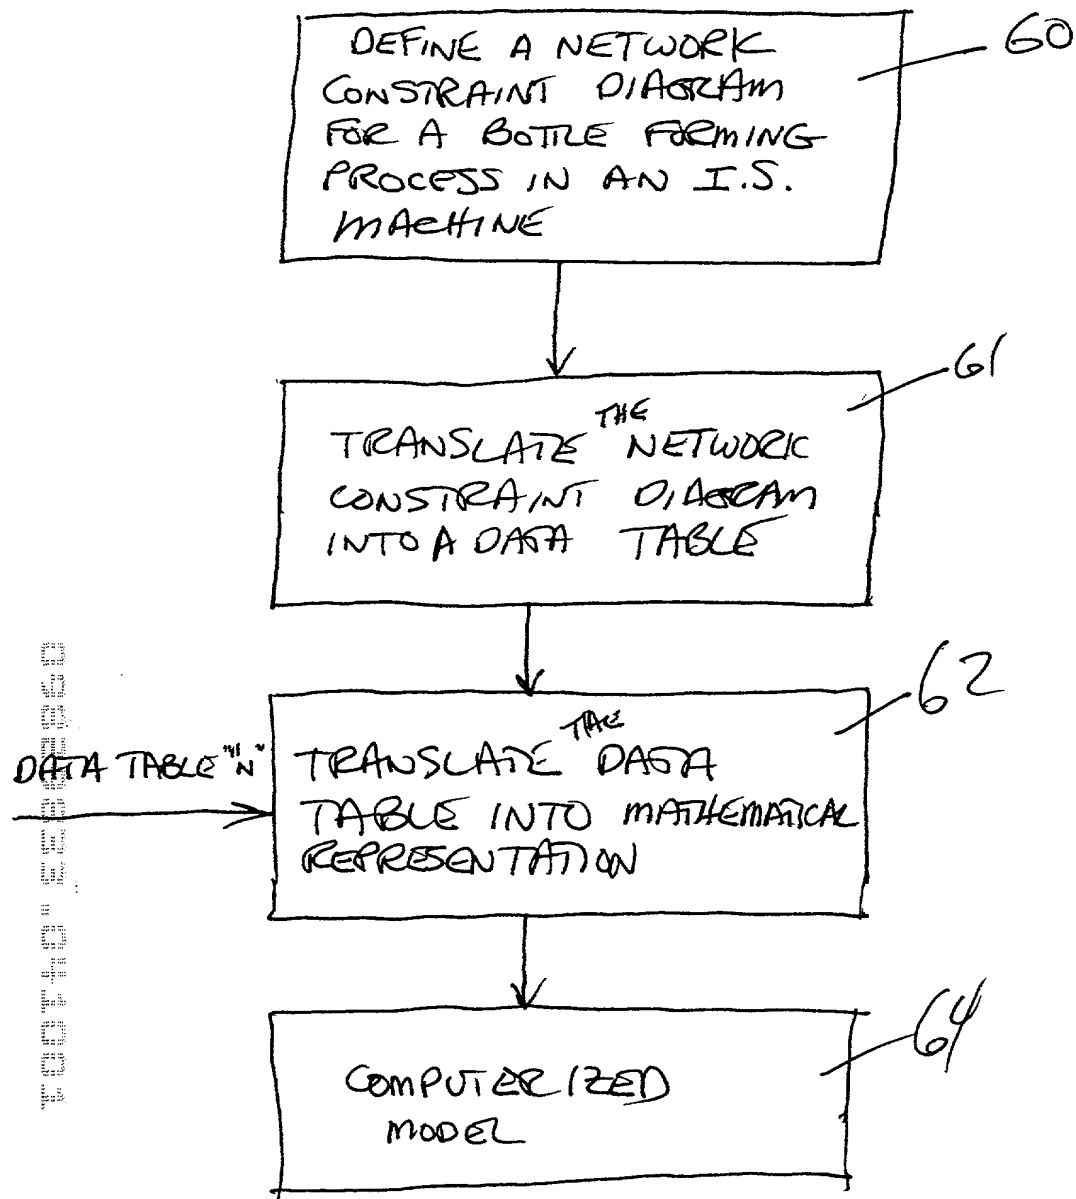 DEFINE A NETWORK
CONSTRAINT DIAGRAM
FOR A BOTTLE FORMING
PROCESS IN AN I.S.
MACHINE
60
TRANSLATE THE NETWORK
CONSTRAINT DIAGRAM
INTO A DATA TABLE
61
DATA TABLE "N"
TRANSLATE THE DATA
TABLE INTO MATHEMATICAL
REPRESENTATION
62
COMPUTERIZED
MODEL
64